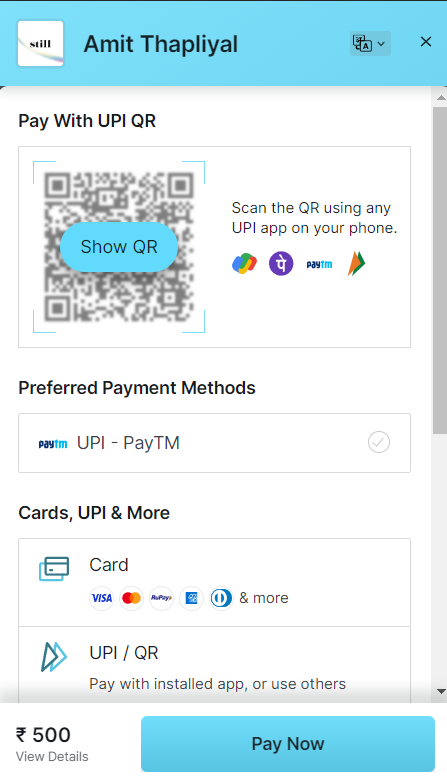 still
Amit Thapliyal
Pay With UPI QR
Show QR
Scan the QR using any
UPI app on your phone.
paytm
Preferred Payment Methods
paytm UPI - PayTM
Cards, UPI & More
Card
VISA RuPay & more
UPI / QR
Pay with installed app, or use others
₹ 500
View Details
Pay Now